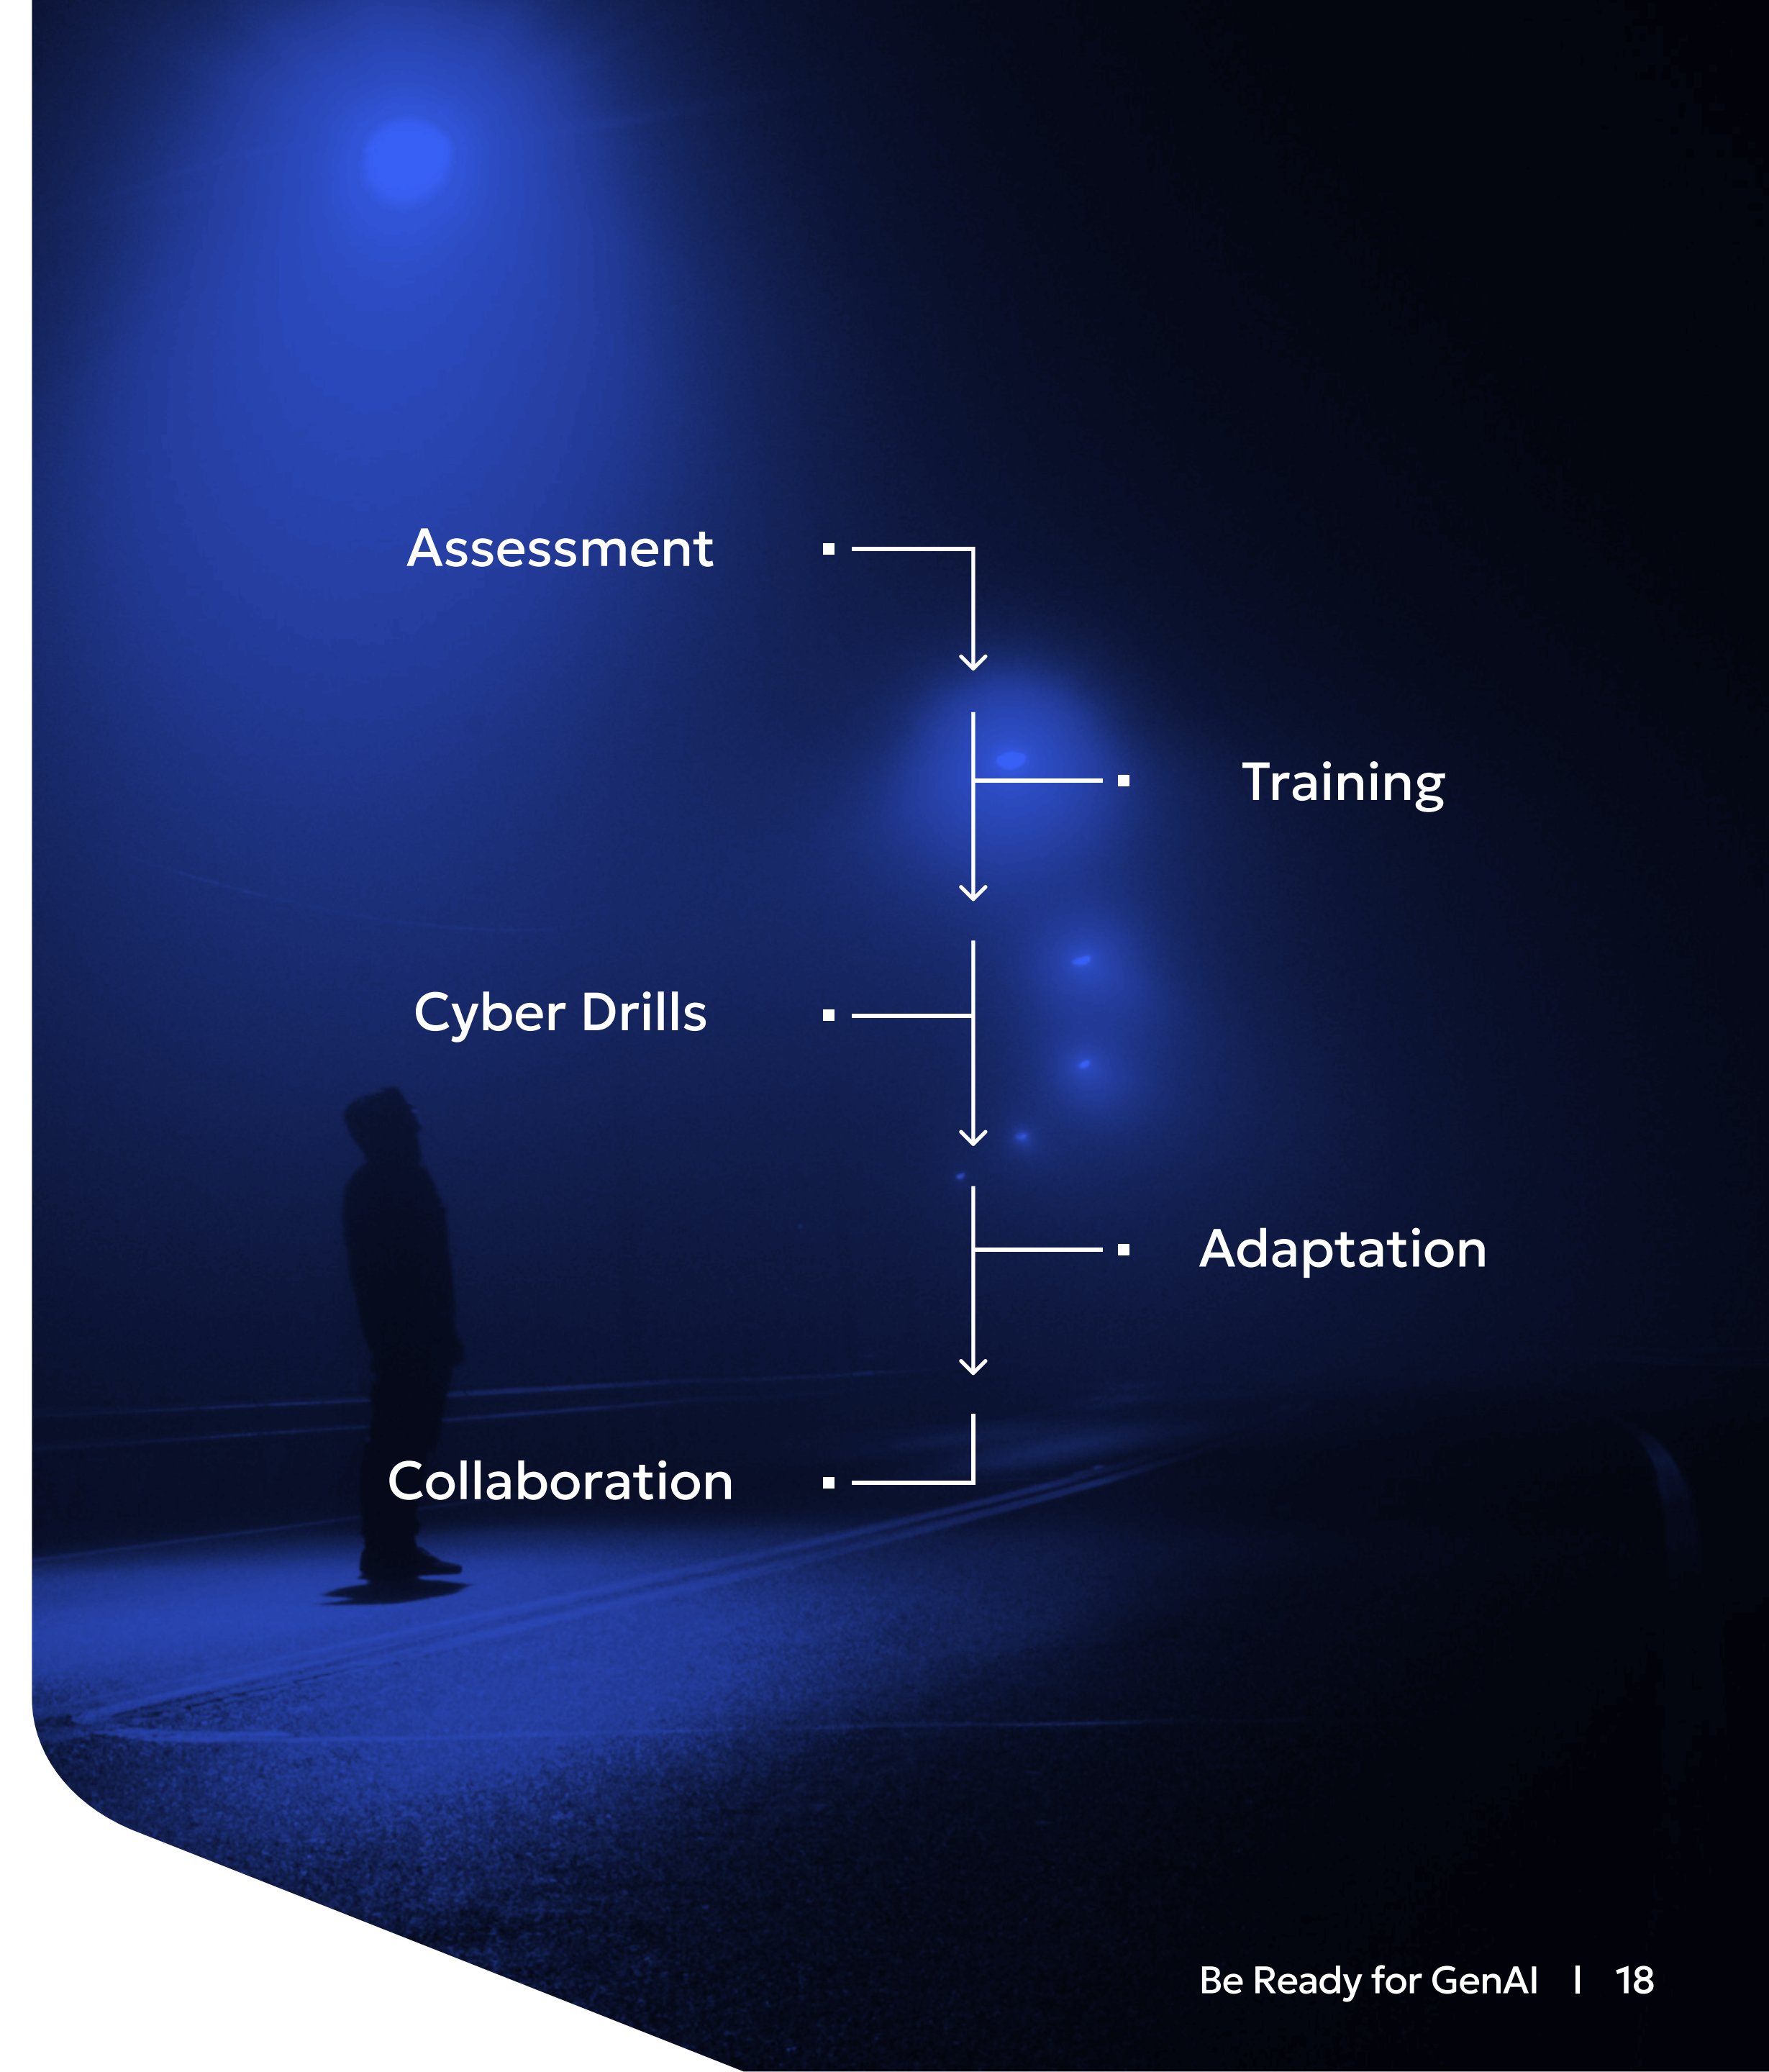 Assessment
Training
Cyber Drills
Adaptation
Collaboration
Be Ready for GenAI | 18